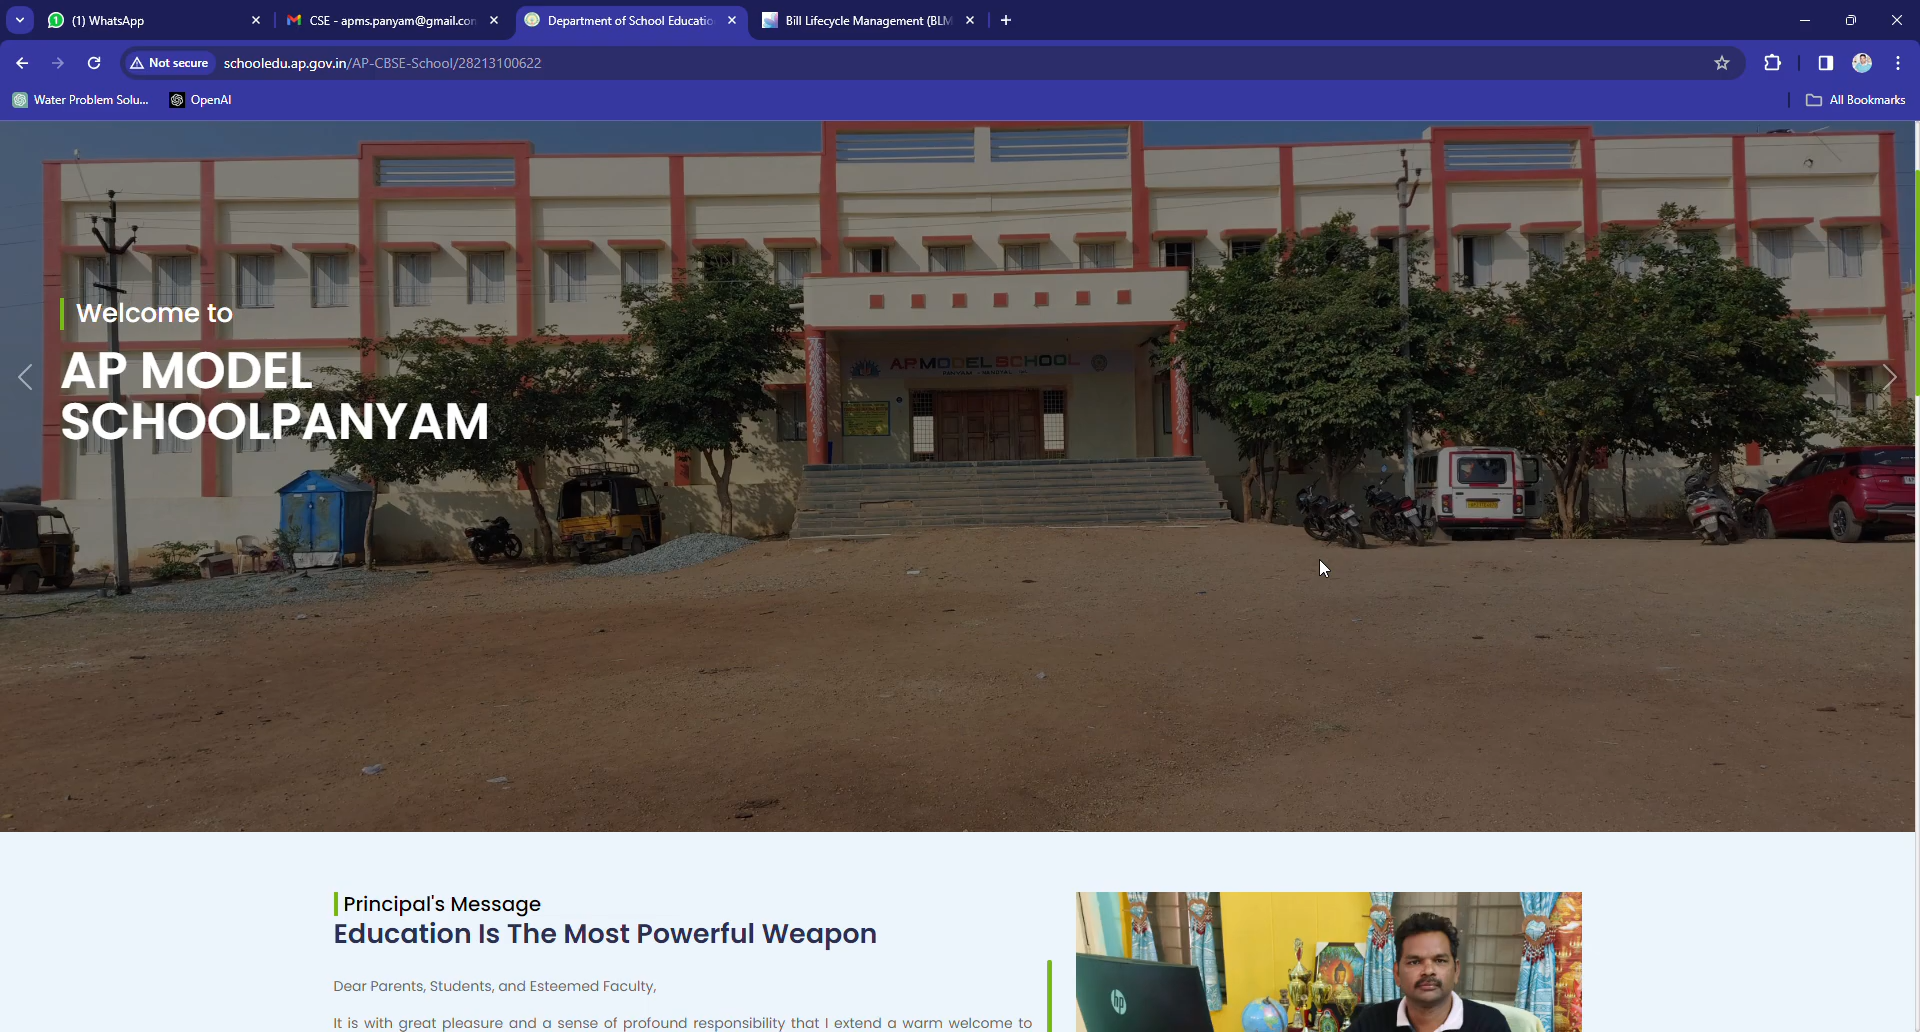 (1) WhatsApp
CSE - apms.panyam@gmail.con
Department of School Educatio
Bill Lifecycle Management (BLM
Not secure
schooledu.ap.gov.in/AP-CBSE-School/28213100622
Water Problem Solu...
OpenAI
All Bookmarks
Welcome to
AP MODEL
SCHOOLPANYAM
AP MODEL SCHOOL
Principal's Message
Education Is The Most Powerful Weapon
Dear Parents, Students, and Esteemed Faculty,
It is with great pleasure and a sense of profound responsibility that I extend a warm welcome to
hp